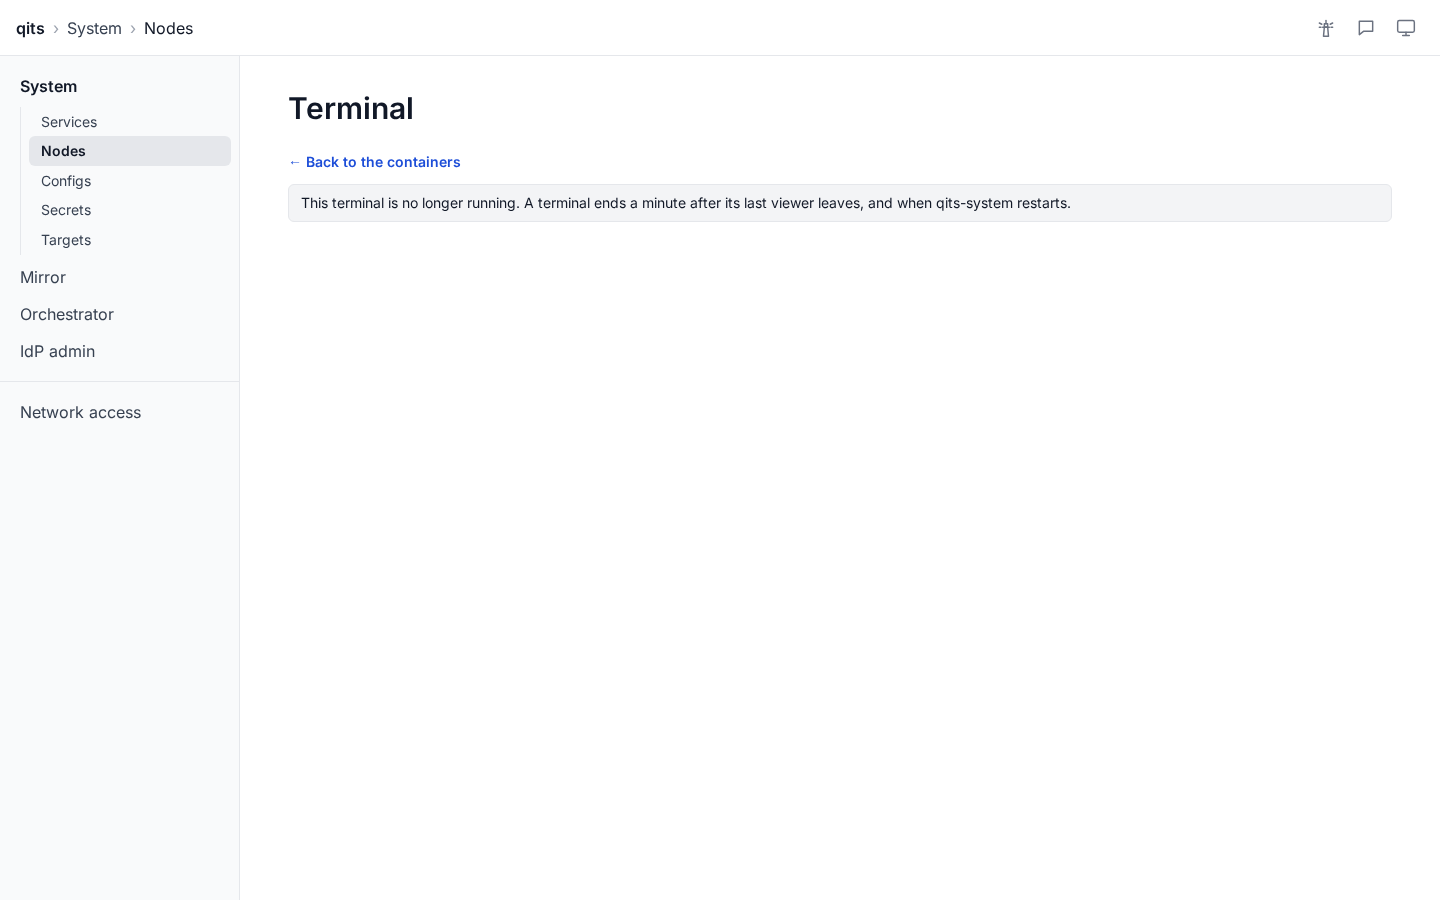 qits › System › Nodes
System
Services
Nodes
Configs
Secrets
Targets
Mirror
Orchestrator
IdP admin
Network access
Terminal
← Back to the containers
This terminal is no longer running. A terminal ends a minute after its last viewer leaves, and when qits-system restarts.